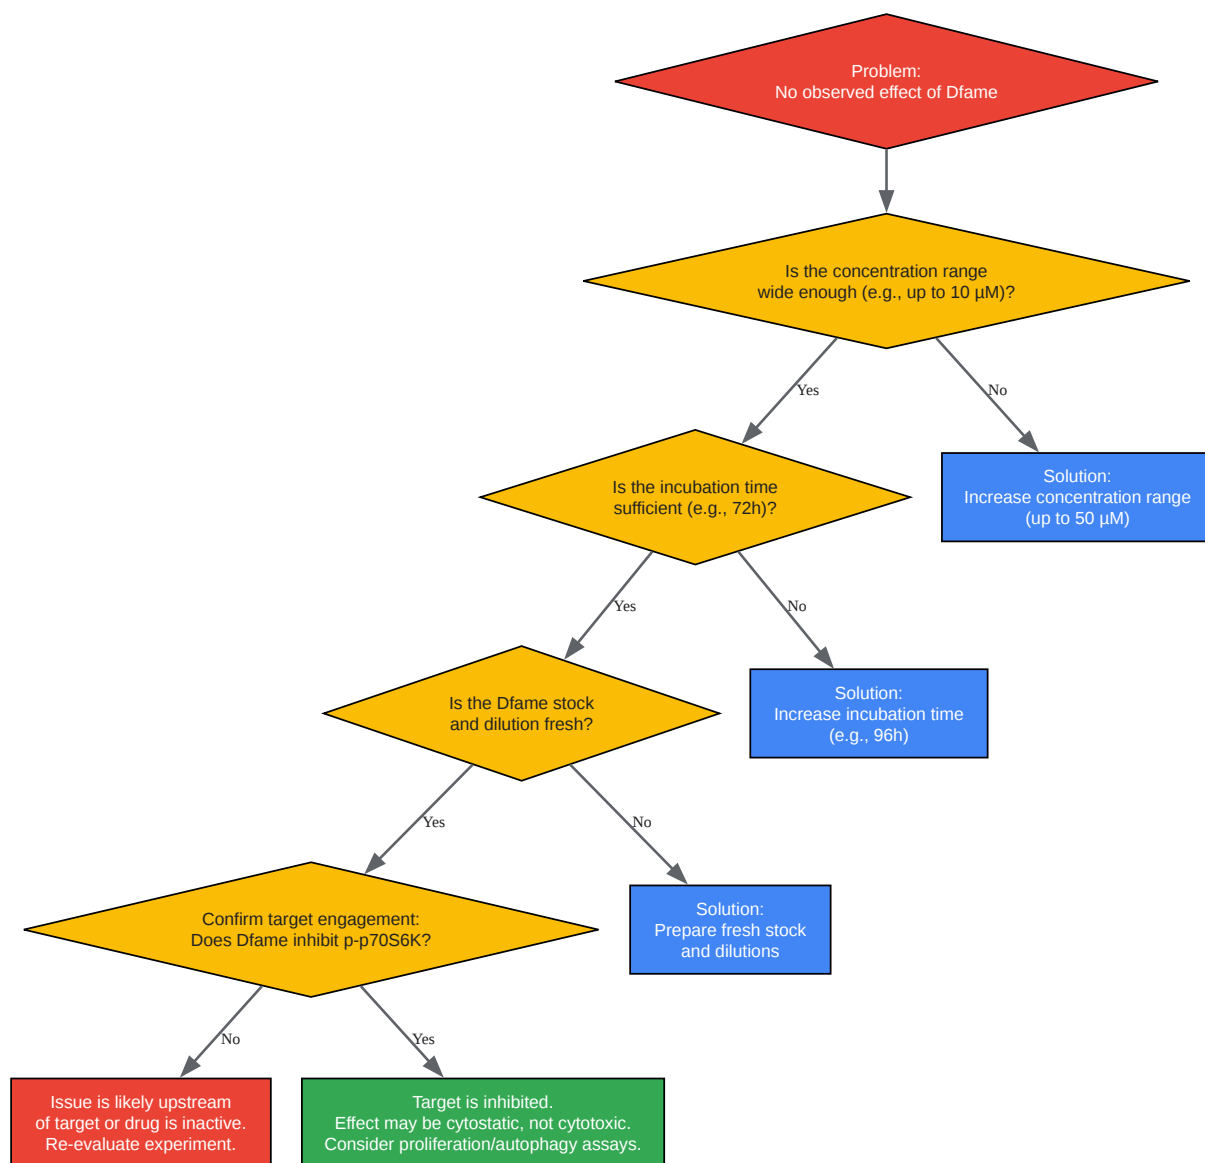 Problem:
No observed effect of Dfame
Is the concentration range
wide enough (e.g., up to 10 µM)?
Yes
No
Solution:
Increase concentration range
(up to 50 µM)
Is the incubation time
sufficient (e.g., 72h)?
Yes
No
Solution:
Increase incubation time
(e.g., 96h)
Is the Dfame stock
and dilution fresh?
Yes
No
Solution:
Prepare fresh stock
and dilutions
Confirm target engagement:
Does Dfame inhibit p-p70S6K?
No
Yes
Issue is likely upstream
of target or drug is inactive.
Re-evaluate experiment.
Target is inhibited.
Effect may be cytostatic, not cytotoxic.
Consider proliferation/autophagy assays.